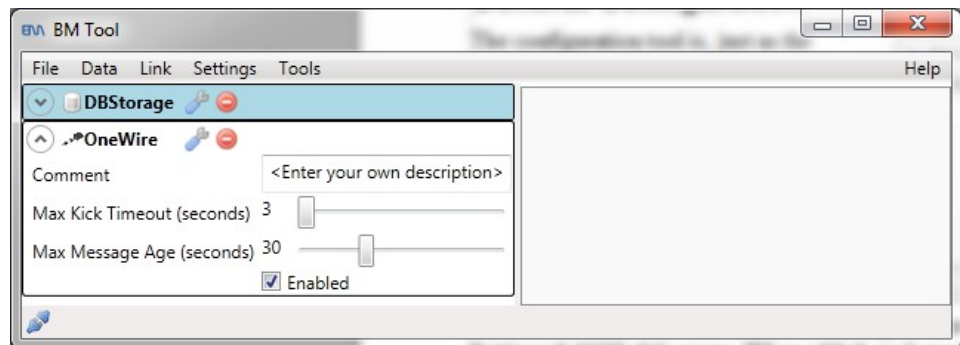 BM BM Tool
File Data Link Settings Tools Help
DBStorage
OneWire
Comment <Enter your own description>
Max Kick Timeout (seconds) 3
Max Message Age (seconds) 30
Enabled